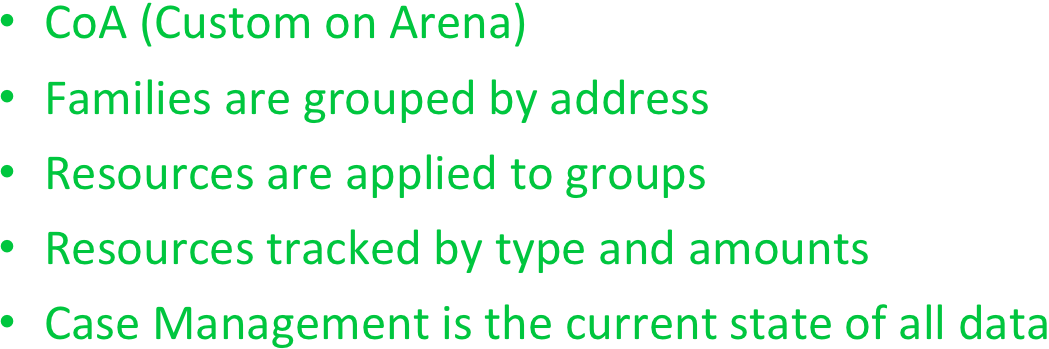 • CoA (Custom on Arena)
• Families are grouped by address
• Resources are applied to groups
• Resources tracked by type and amounts
• Case Management is the current state of all data